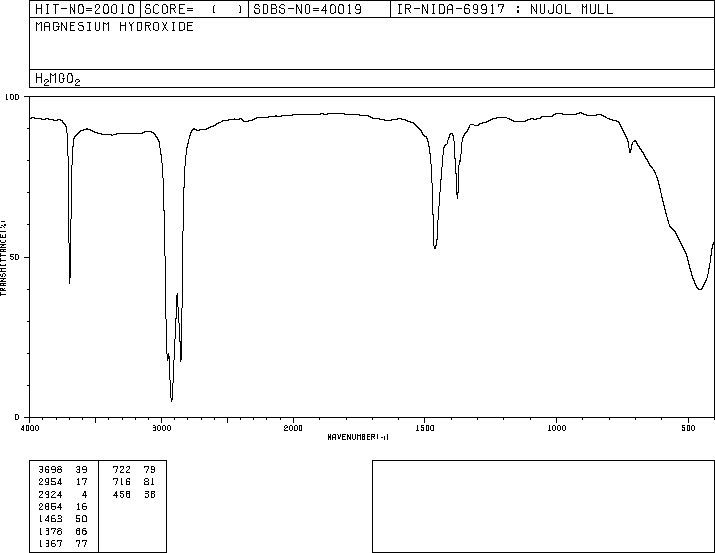 HIT-NO=20010 SCORE= ( ) SDBS-NO=40019 IR-NIDA-69917 : NUJOL MULL
MAGNESIUM HYDROXIDE
H2MGO2
100
50
0
TRANSMITTANCE(%)
4000 3000 2000 1500 1000 500
WAVENUMBER(-1)
3698 39 722 79
2954 17 716 81
2924 4 458 38
2854 16
1463 50
1378 66
1367 77